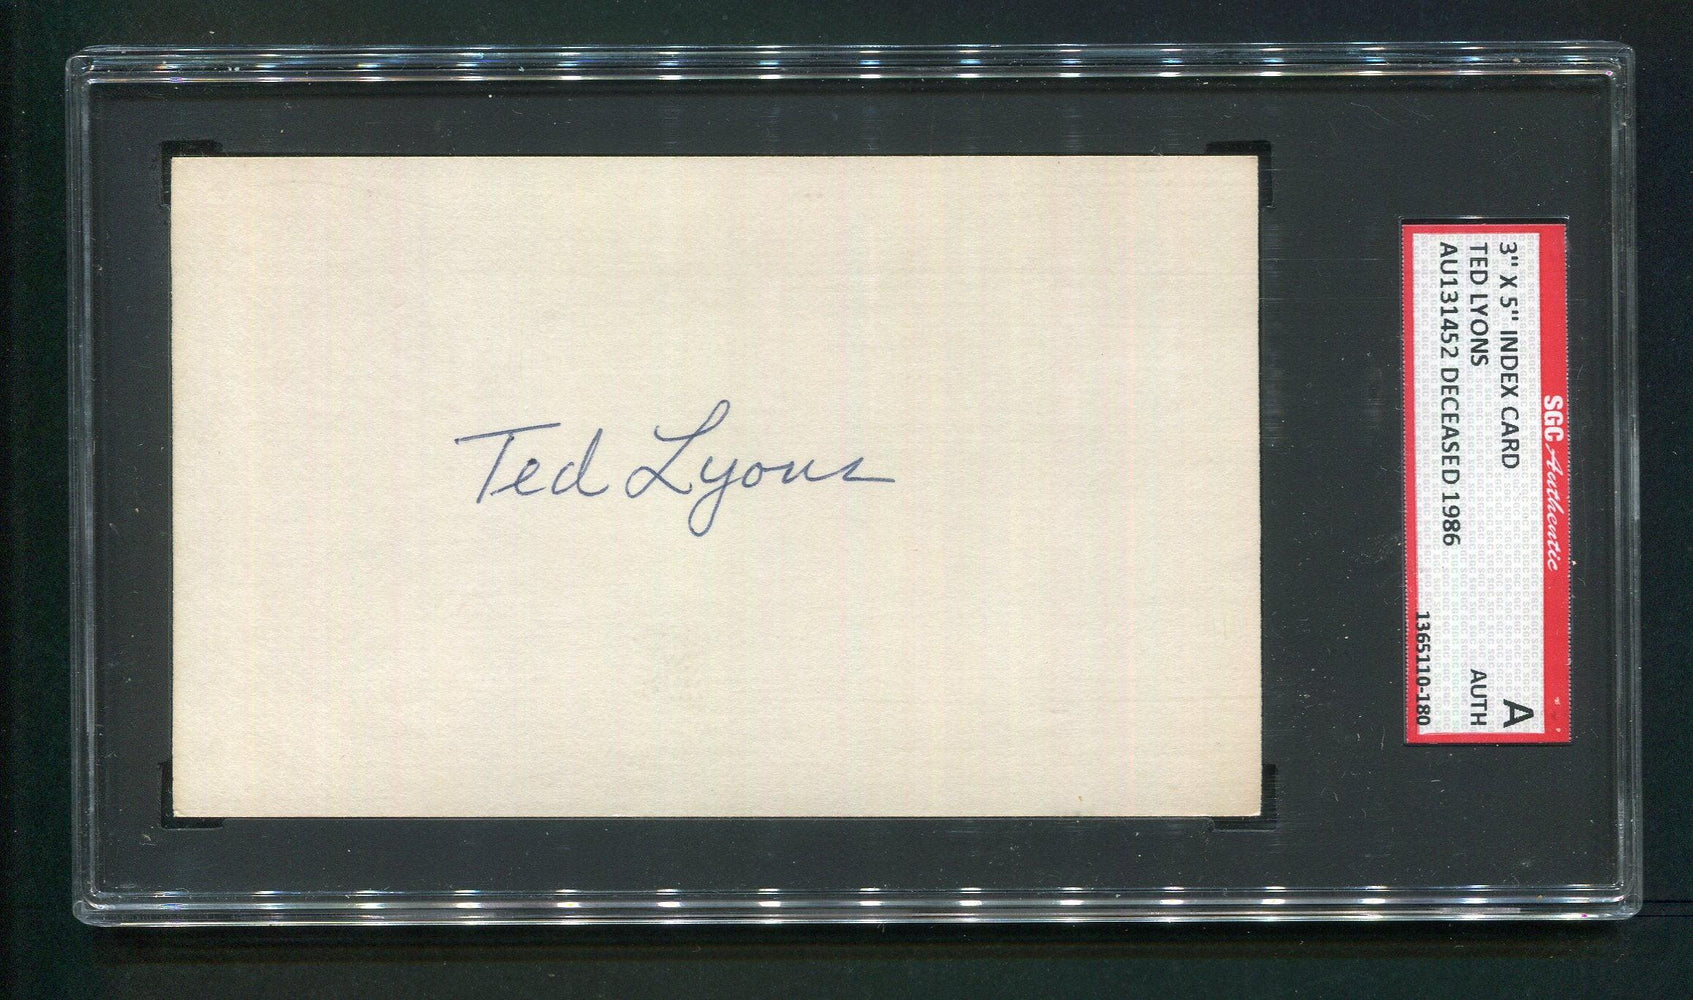 Ted Lyons
SGC Authentic
3" X 5" INDEX CARD
A
TED LYONS
AUTH
AU131452 DECEASED 1986
1365110-180